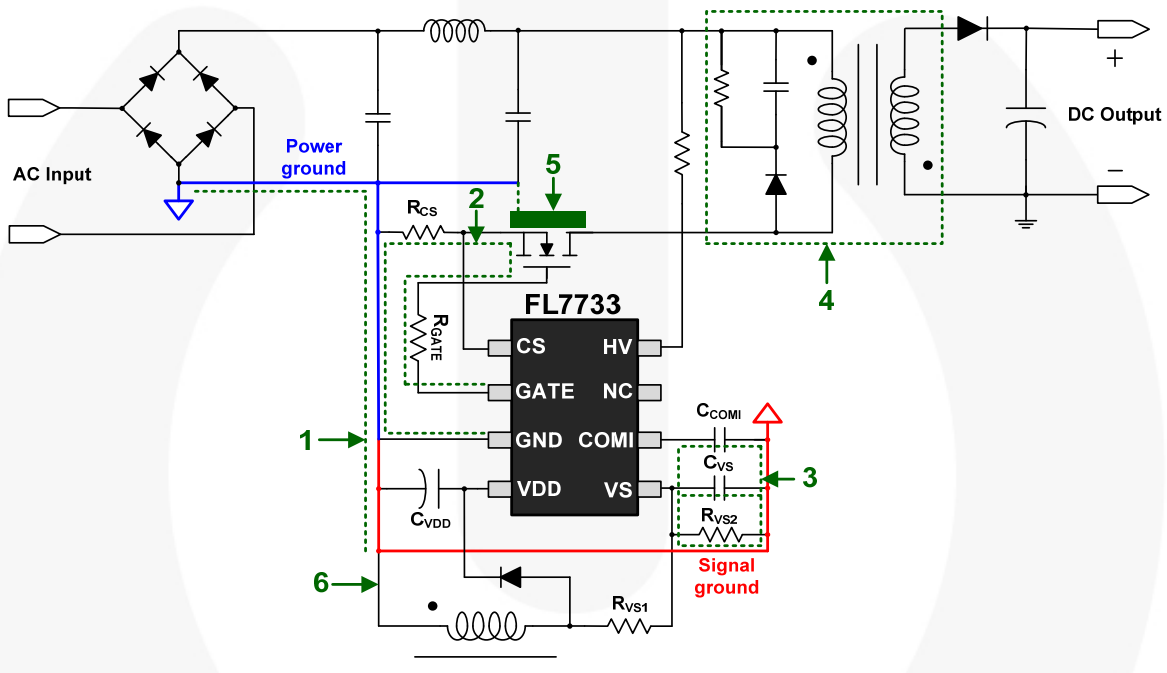 Power
ground
5
2
AC Input
RCS
+
DC Output
−
4
FL7733
RGATE
CS
HV
GATE
NC
CCOMI
1
GND
COMI
CVS
3
VDD
VS
CVDD
RVS2
Signal
ground
6
RVS1